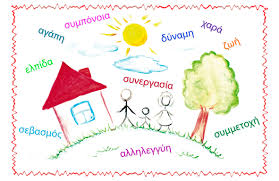 συμπόνοια
χαρά
αγάπη
δύναμη
ζωή
ελπίδα
συνεργασία
σεβασμός
συμμετοχή
αλληλεγγύη